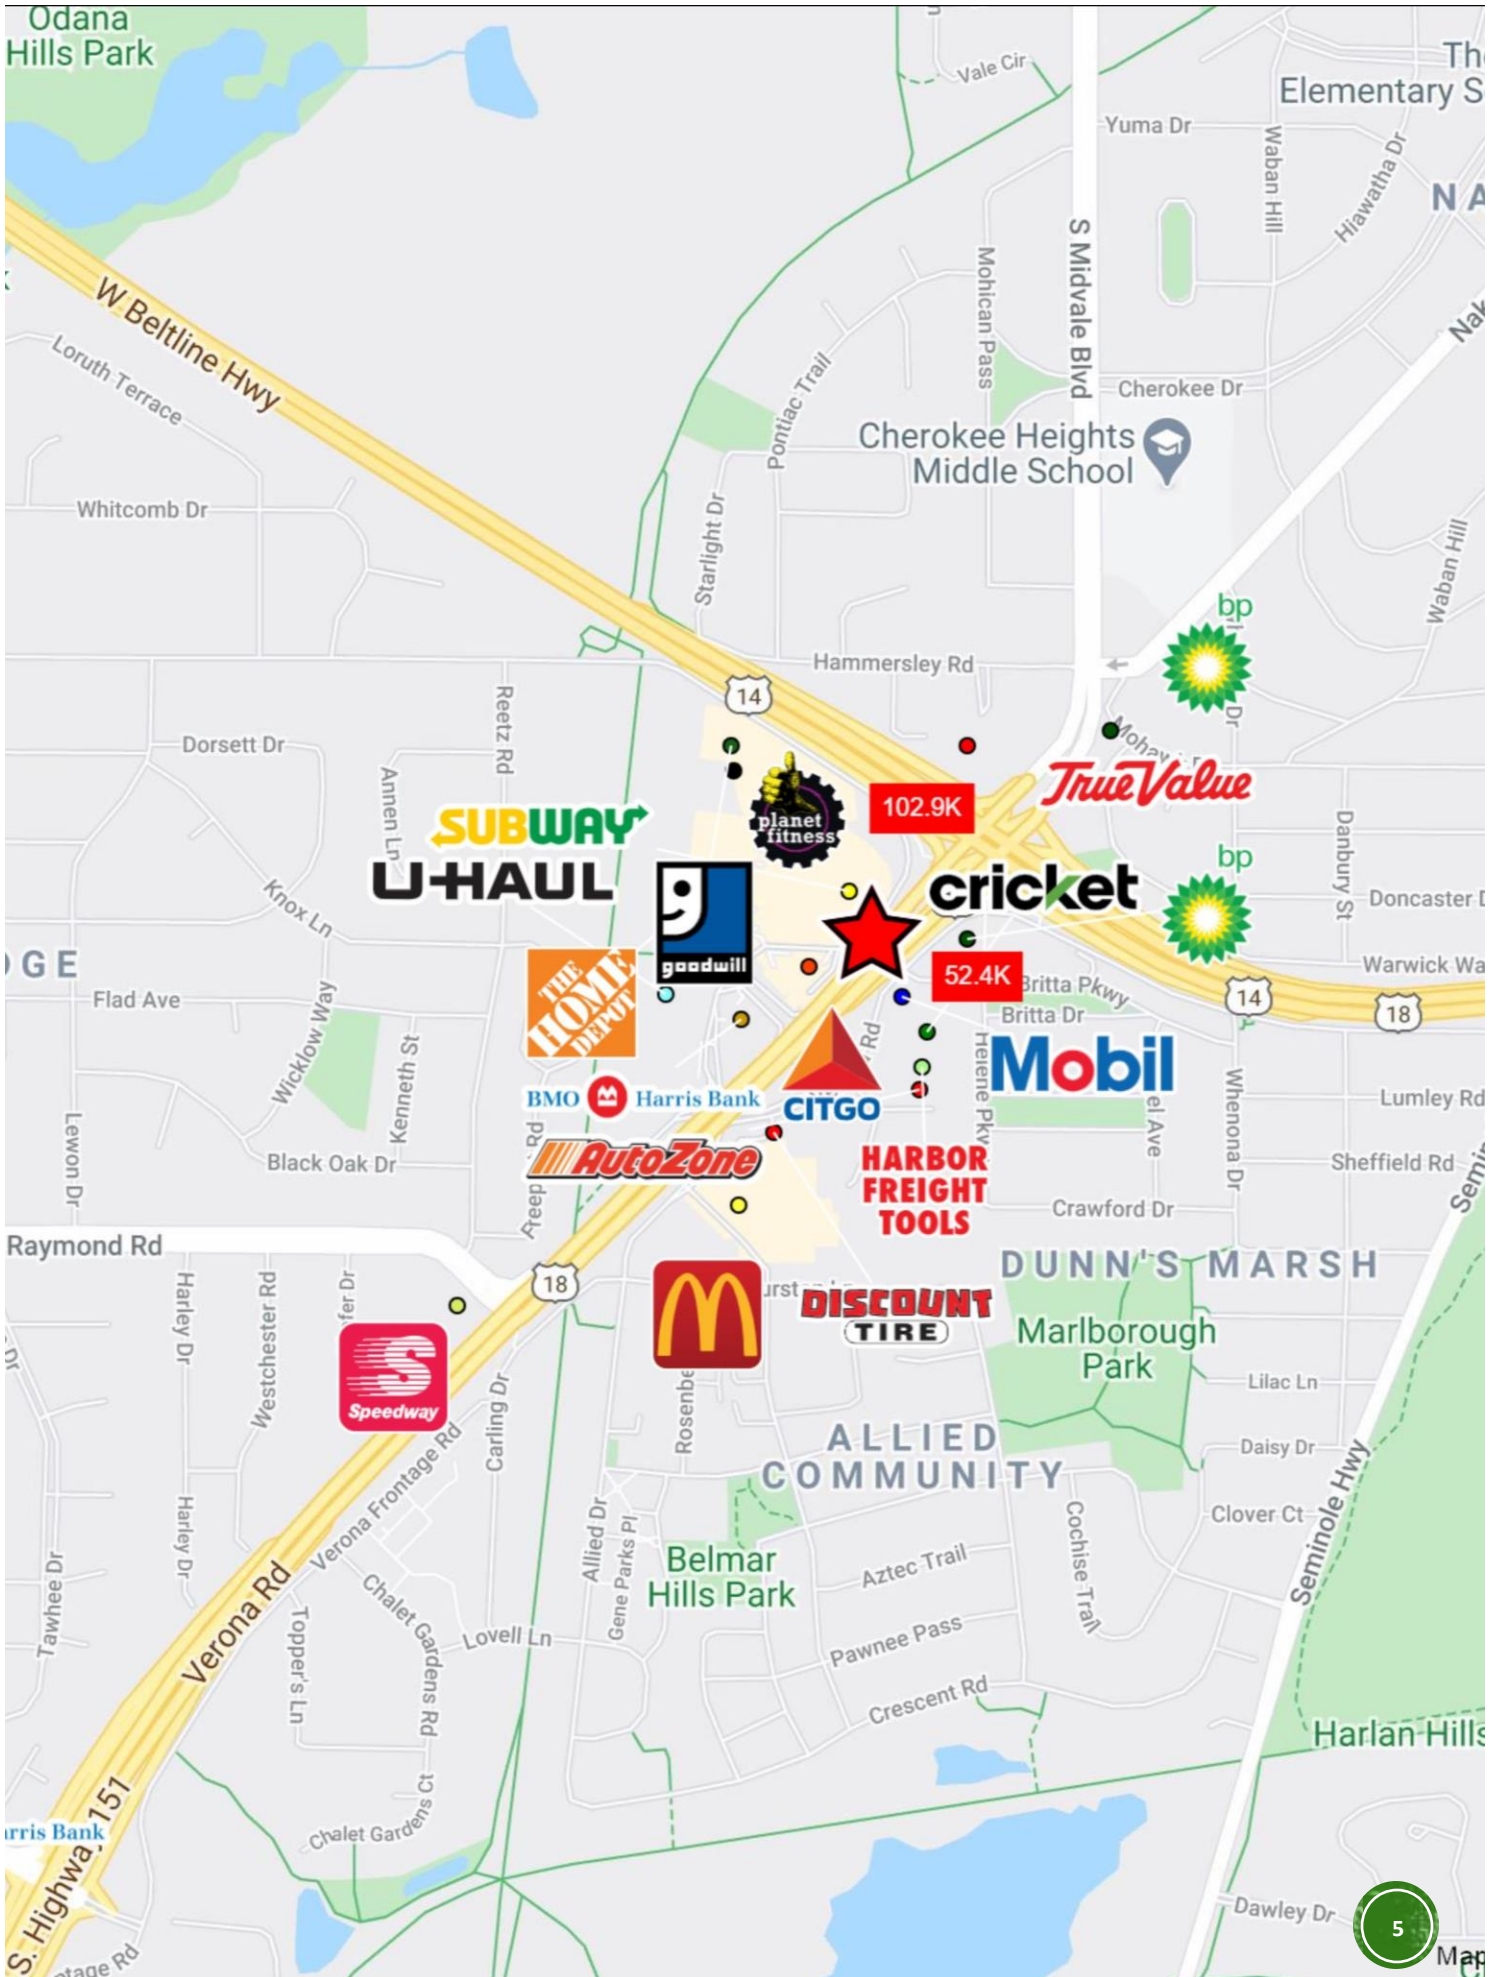 Odana
Hills Park
Vale Cir
Elementary
Yuma Dr
Waban Hill
Hiawatha Dr
S Midvale Blvd
Mohican Pass
W Beltline Hwy
Loruth Terrace
Pontiac Trail
Cherokee Dr
Cherokee Heights
Middle School
Whitcomb Dr
Starlight Dr
Waban Hill
bp
Hammersley Rd
14
Reetz Rd
Dr
Dorsett Dr
Annen Ln
TrueValue
planet
fitness
102.9K
SUBWAY
U-HAUL
Danbury St
bp
cricket
Knox Ln
goodwill
Doncaster
THE
HOME
DEPOT
52.4K
Warwick
Flad Ave
Wicklow Way
Britta Pkwy
Britta Dr
14
18
Kenneth St
Rd
Helene Pkwy
Mobil
Whenona Dr
BMO Harris Bank
CITGO
Lumley Rd
Lewon Dr
Black Oak Dr
AutoZone
HARBOR
FREIGHT
TOOLS
Sheffield Rd
Crawford Dr
Raymond Rd
DUNN'S MARSH
18
Harley Dr
Westchester Rd
DISCOUNT
TIRE
Marlborough
Park
Speedway
Lilac Ln
Carling Dr
ALLIED
COMMUNITY
Daisy Dr
Seminole Hwy
Verona Frontage Rd
Harley Dr
Clover Ct
Cochise Trail
Allied Dr
Gene Parks Pl
Belmar
Hills Park
Aztec Trail
Tawhee Dr
Verona Rd
Topper's Ln
Chalet Gardens Rd
Lovell Ln
Pawnee Pass
Crescent Rd
Harlan Hills
S. Highway 151
Harris Bank
Chalet Gardens Ct
Dawley Dr
5
Map